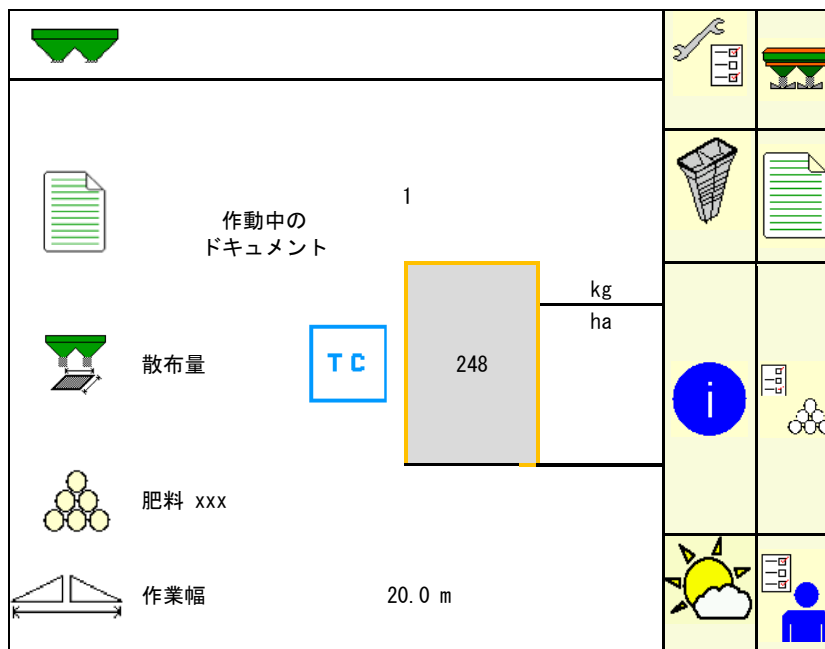 1
作動中の
ドキュメント
kg
ha
散布量
TC
248
i
肥料 xxx
作業幅
20.0 m